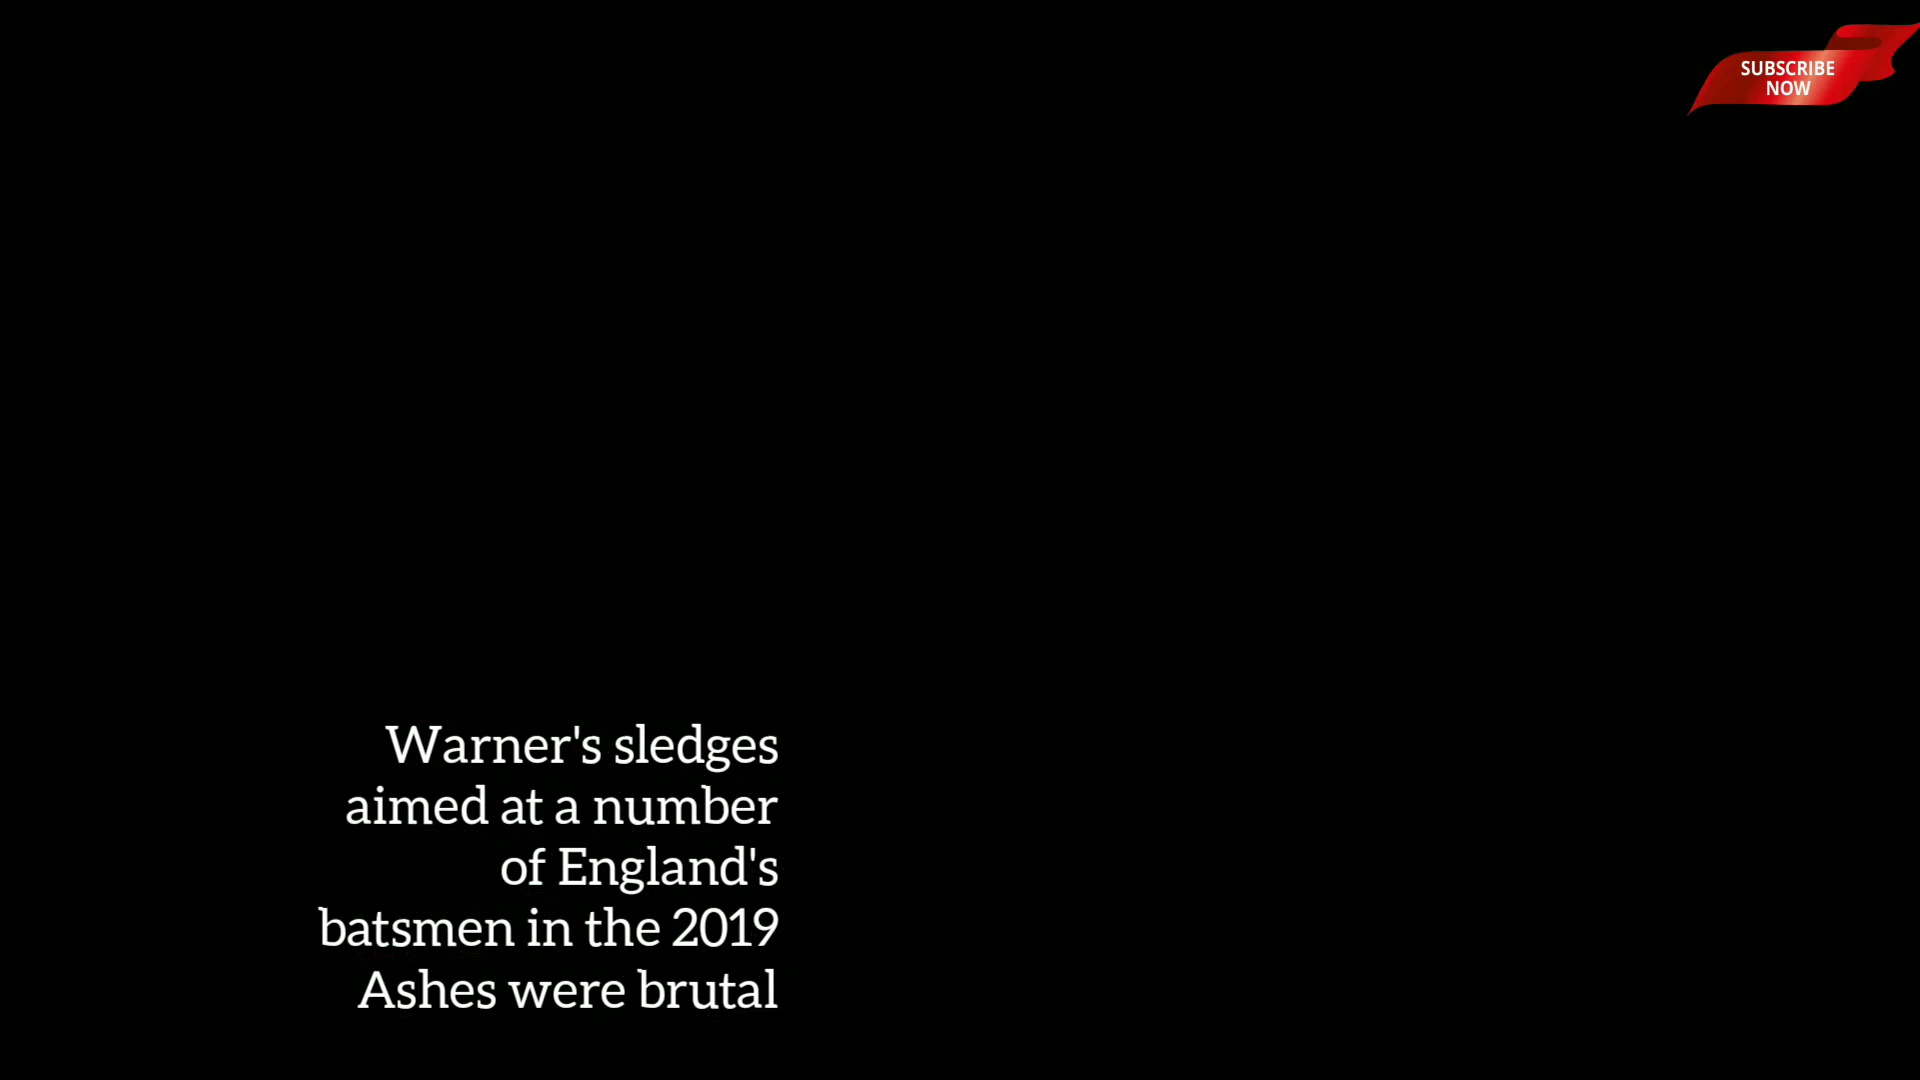 SUBSCRIBE
NOW
Warner's sledges
aimed at a number
of England's
batsmen in the 2019
Ashes were brutal